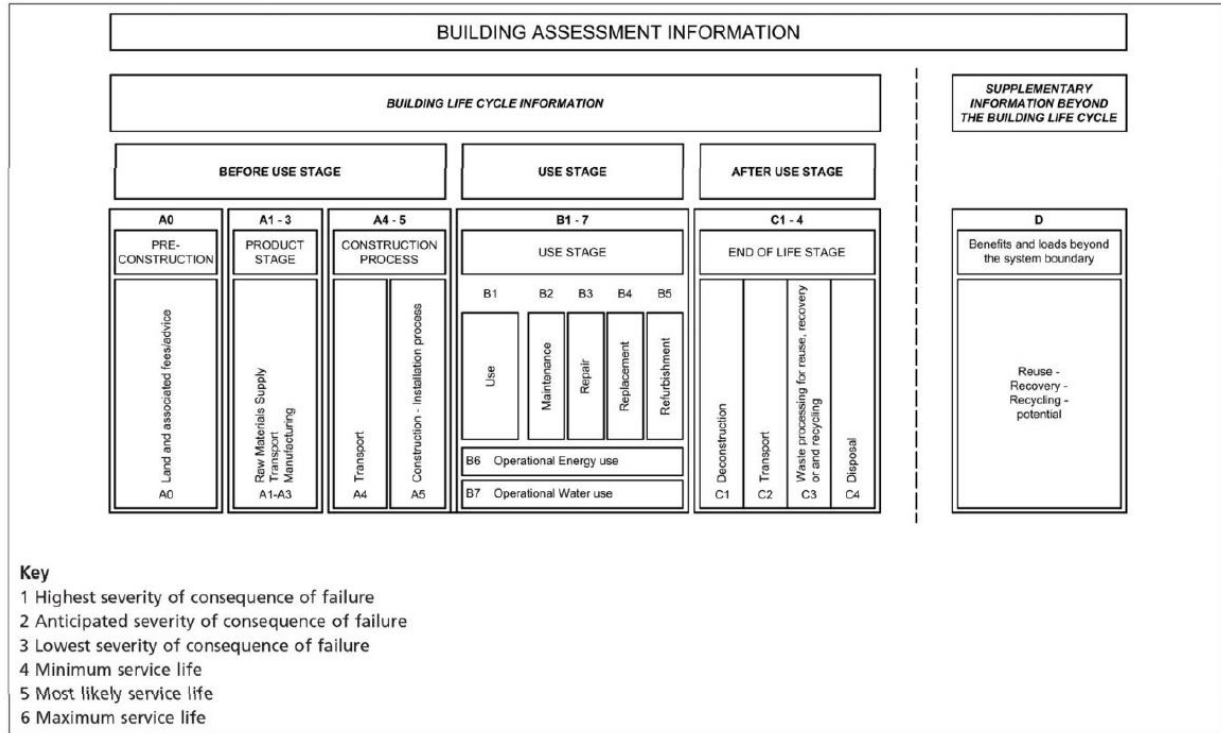 BUILDING ASSESSMENT INFORMATION
BUILDING LIFE CYCLE INFORMATION
SUPPLEMENTARY
INFORMATION BEYOND
THE BUILDING LIFE CYCLE
BEFORE USE STAGE
USE STAGE
AFTER USE STAGE
A0
PRE-
CONSTRUCTION
Land and associated fees/advice
A0
A1 - 3
PRODUCT
STAGE
Raw Materials Supply
Transport
Manufacturing
A1-A3
A4 - 5
CONSTRUCTION
PROCESS
Transport
A4
Construction - Installation process
A5
B1 - 7
USE STAGE
B1
Use
B2
Maintenance
B3
Repair
B4
Replacement
B5
Refurbishment
B6 Operational Energy use
B7 Operational Water use
C1 - 4
END OF LIFE STAGE
Deconstruction
C1
Transport
C2
Waste processing for reuse, recovery
or and recycling
C3
Disposal
C4
D
Benefits and loads beyond
the system boundary
Reuse -
Recovery -
Recycling -
potential
Key
1 Highest severity of consequence of failure
2 Anticipated severity of consequence of failure
3 Lowest severity of consequence of failure
4 Minimum service life
5 Most likely service life
6 Maximum service life